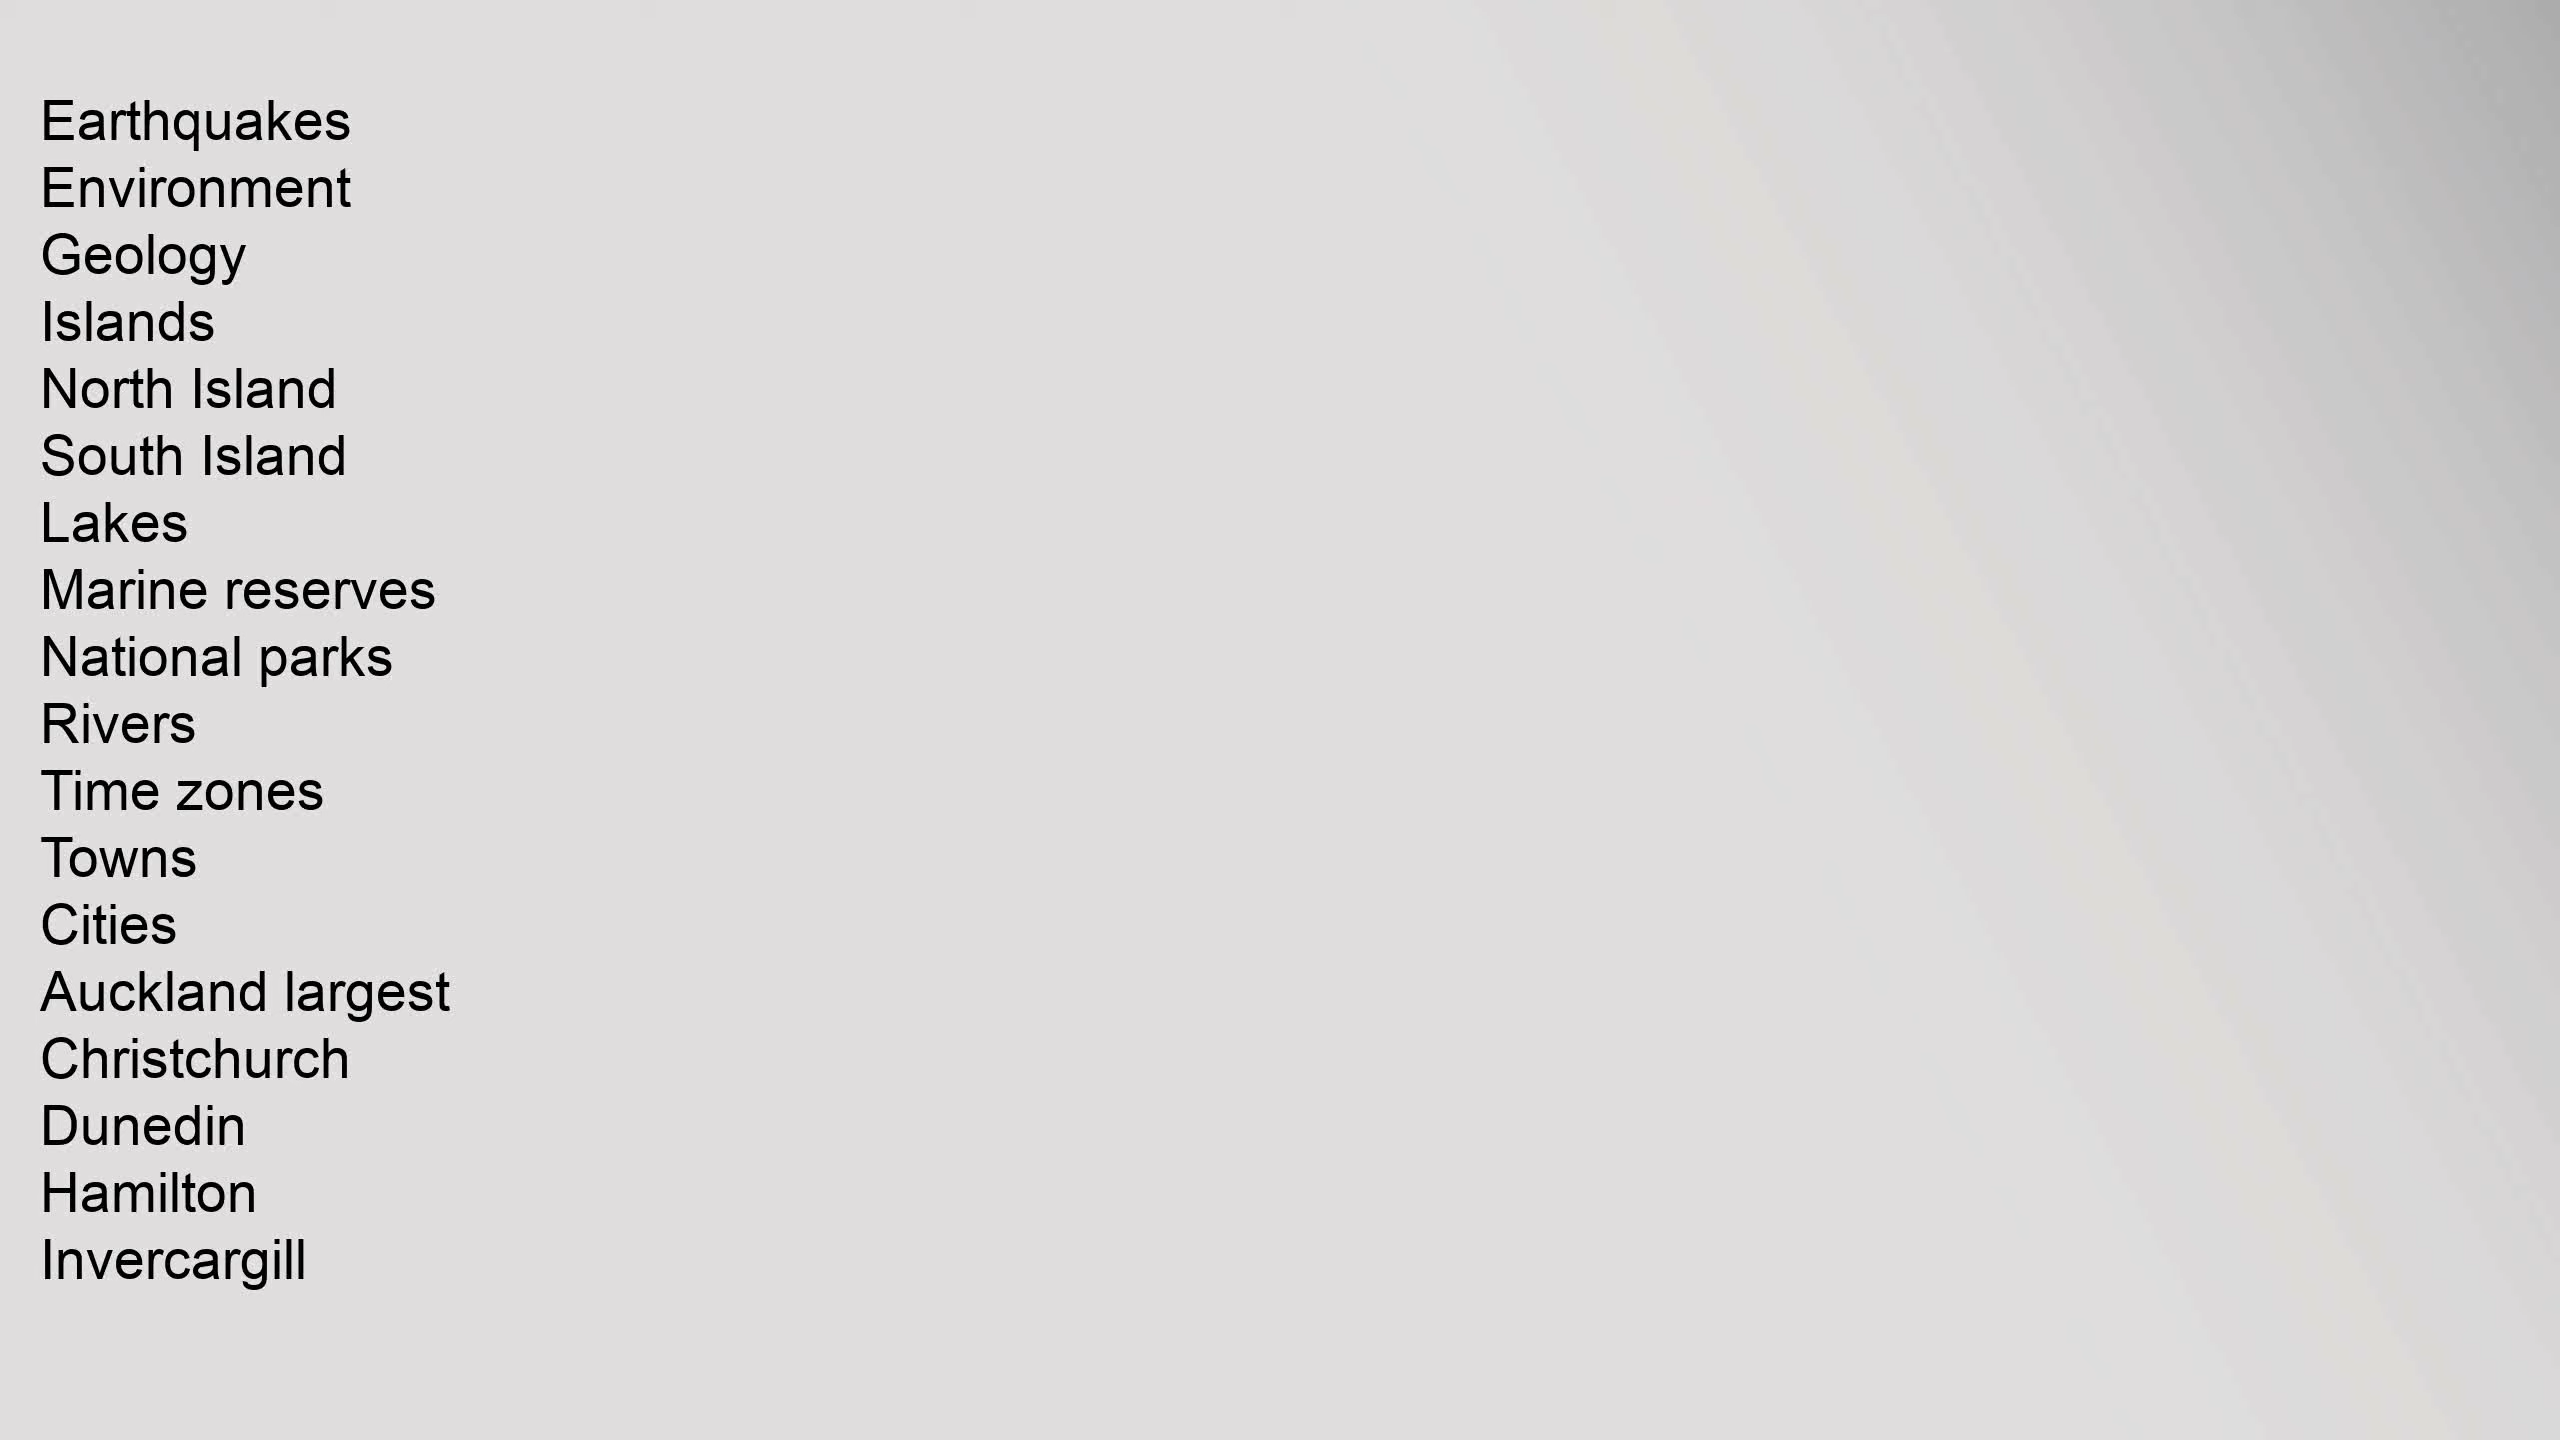 Earthquakes
Environment
Geology
Islands
North Island
South Island
Lakes
Marine reserves
National parks
Rivers
Time zones
Towns
Cities
Auckland largest
Christchurch
Dunedin
Hamilton
Invercargill